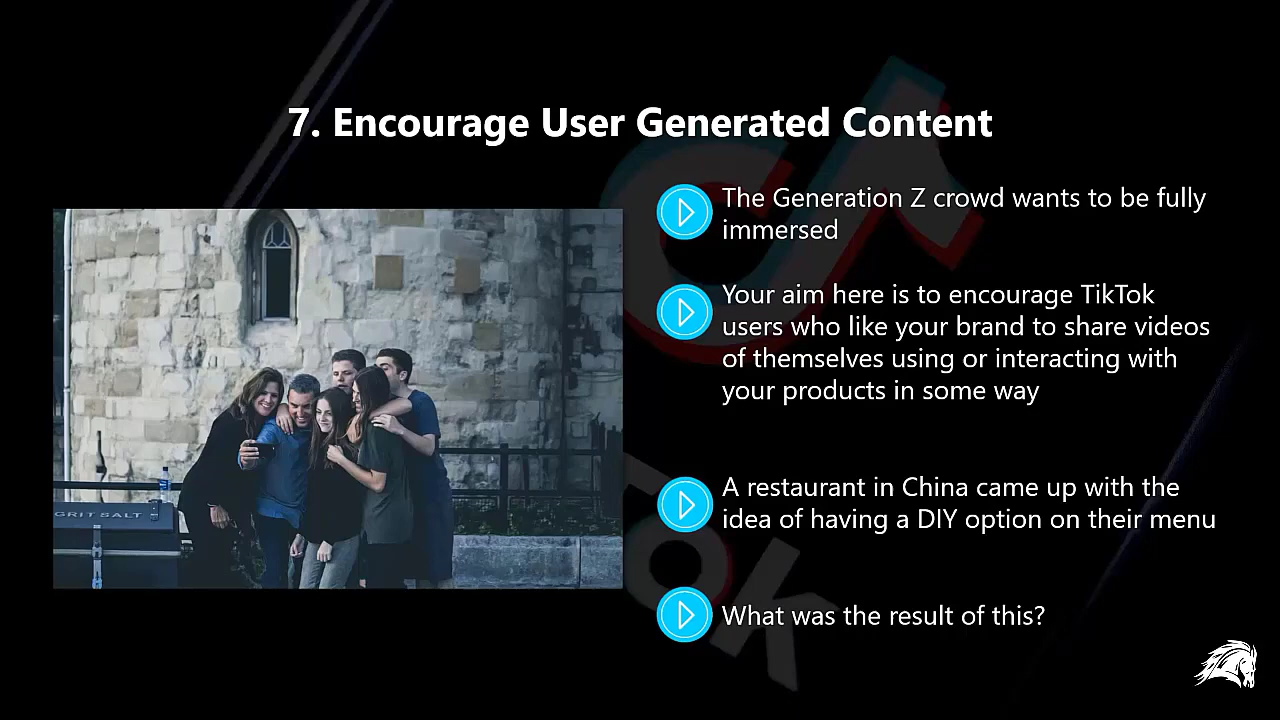 7. Encourage User Generated Content
The Generation Z crowd wants to be fully
immersed
Your aim here is to encourage TikTok
users who like your brand to share videos
of themselves using or interacting with
your products in some way
A restaurant in China came up with the
idea of having a DIY option on their menu
What was the result of this?
GRIT SALT
Tok